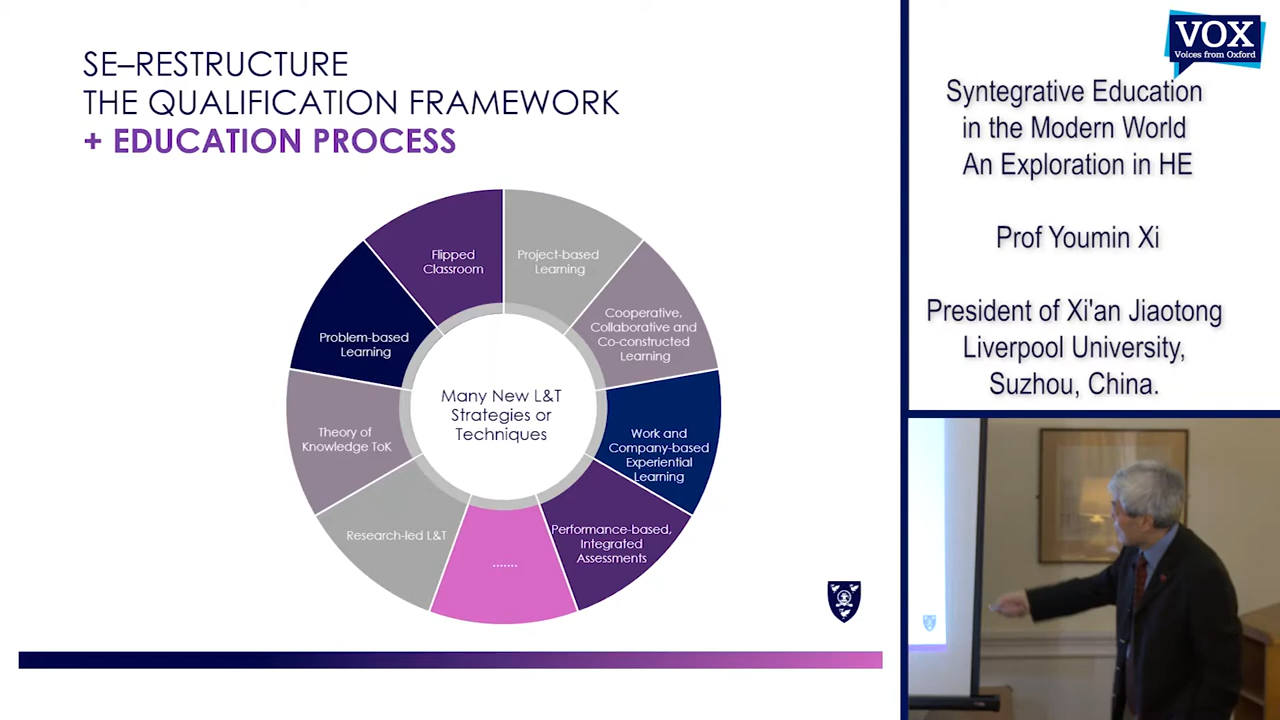 SE–RESTRUCTURE
THE QUALIFICATION FRAMEWORK
+ EDUCATION PROCESS
Flipped
Classroom
Project-based
Learning
Cooperative,
Collaborative and
Co-constructed
Learning
Work and
Company-based
Experiential
Learning
Performance-based,
Integrated
Assessments
.......
Research-led L&T
Theory of
Knowledge ToK
Problem-based
Learning
Many New L&T
Strategies or
Techniques
VOX
Voices from Oxford
Syntegrative Education
in the Modern World
An Exploration in HE
Prof Youmin Xi
President of Xi'an Jiaotong
Liverpool University,
Suzhou, China.